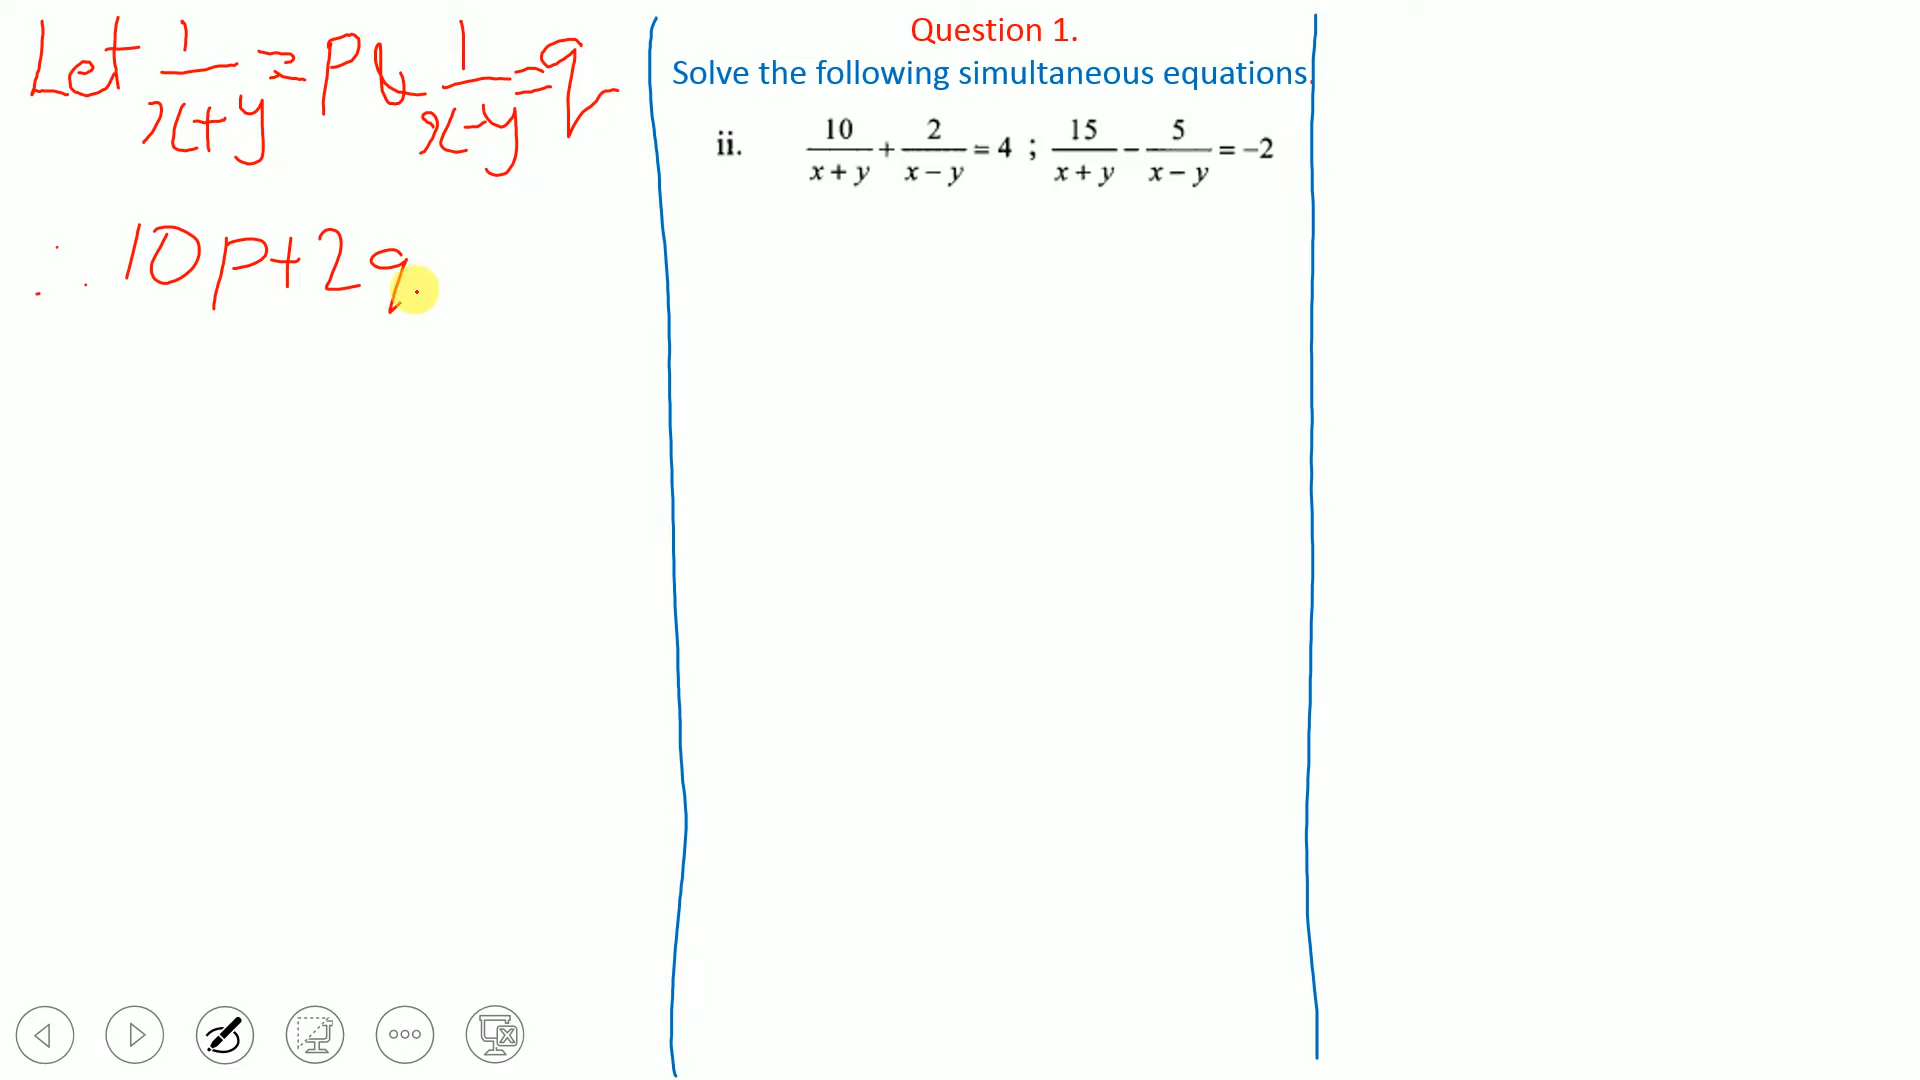 Let 1/(x+y) = p & 1/(x-y) = q
∴ 10p+2q
Question 1.
Solve the following simultaneous equations.
ii. 10/(x+y) + 2/(x-y) = 4 ; 15/(x+y) - 5/(x-y) = -2